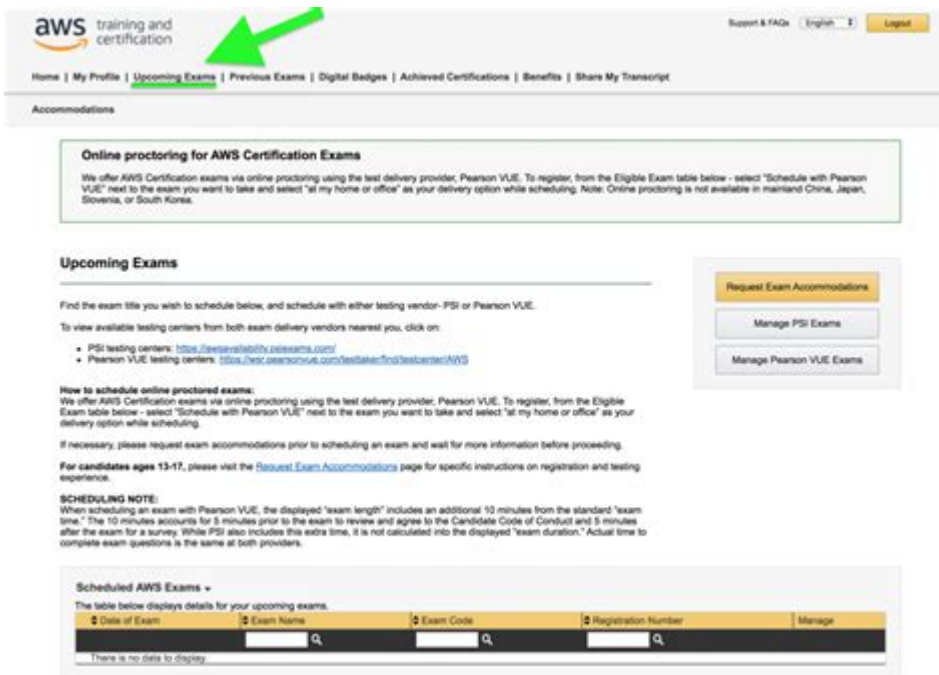 aws training and certification
Support & FAQs English Logout
Home | My Profile | Upcoming Exams | Previous Exams | Digital Badges | Achieved Certifications | Benefits | Share My Transcript
Accommodations
Online proctoring for AWS Certification Exams
We offer AWS Certification exams via online proctoring using the test delivery provider, Pearson VUE. To register, from the Eligible Exam table below - select "Schedule with Pearson
VUE" next to the exam you want to take and select "at my home or office" as your delivery option while scheduling. Note: Online proctoring is not available in mainland China, Japan,
Slovenia, or South Korea.
Upcoming Exams
Find the exam title you wish to schedule below, and schedule with either testing vendor- PSI or Pearson VUE.
To view available testing centers from both exam delivery vendors nearest you, click on:
• PSI testing centers: https://awsavailability.psiexams.com/
• Pearson VUE testing centers: https://wsr.pearsonvue.com/testtaker/find/testcenter/AWS
How to schedule online proctored exams:
We offer AWS Certification exams via online proctoring using the test delivery provider, Pearson VUE. To register, from the Eligible
Exam table below - select "Schedule with Pearson VUE" next to the exam you want to take and select "at my home or office" as your
delivery option while scheduling.
If necessary, please request exam accommodations prior to scheduling an exam and wait for more information before proceeding.
For candidates ages 13-17, please visit the Request Exam Accommodations page for specific instructions on registration and testing
experience.
SCHEDULING NOTE:
When scheduling an exam with Pearson VUE, the displayed "exam length" includes an additional 10 minutes from the standard "exam
time." The 10 minutes accounts for 5 minutes prior to the exam to review and agree to the Candidate Code of Conduct and 5 minutes
after the exam for a survey. While PSI also includes this extra time, it is not calculated into the displayed "exam duration." Actual time to
complete exam questions is the same at both providers.
Request Exam Accommodations
Manage PSI Exams
Manage Pearson VUE Exams
Scheduled AWS Exams
The table below displays details for your upcoming exams.
Date of Exam Exam Name Exam Code Registration Number Manage
There is no data to display.